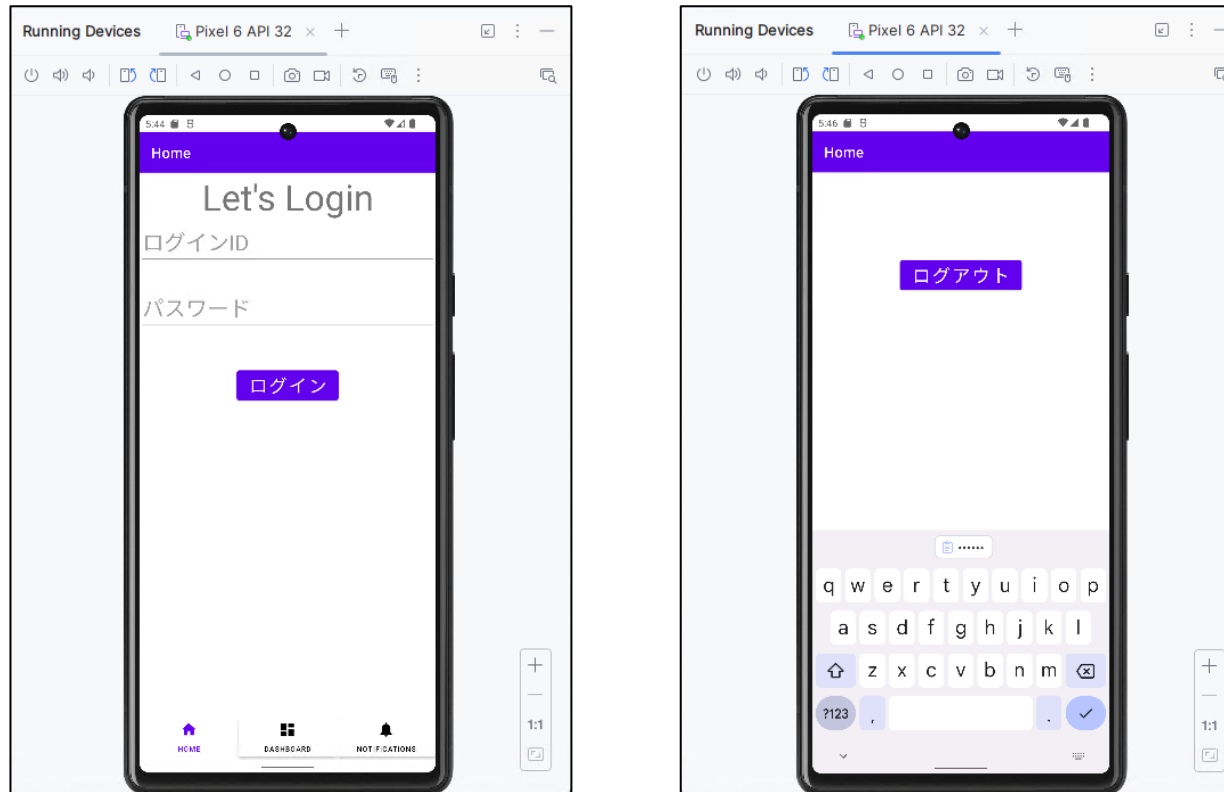 Running Devices
Pixel 6 API 32
5:44
Home
Let's Login
ログインID
パスワード
ログイン
HOME
DASHBOARD
NOTIFICATIONS
1:1
Running Devices
Pixel 6 API 32
5:46
Home
ログアウト
••••••
q w e r t y u i o p
a s d f g h j k l
z x c v b n m
?123 , .
1:1